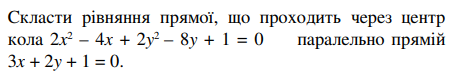 Скласти рівняння прямої, що проходить через центр
кола 2x² – 4x + 2y² – 8y + 1 = 0 паралельно прямій
3x + 2y + 1 = 0.